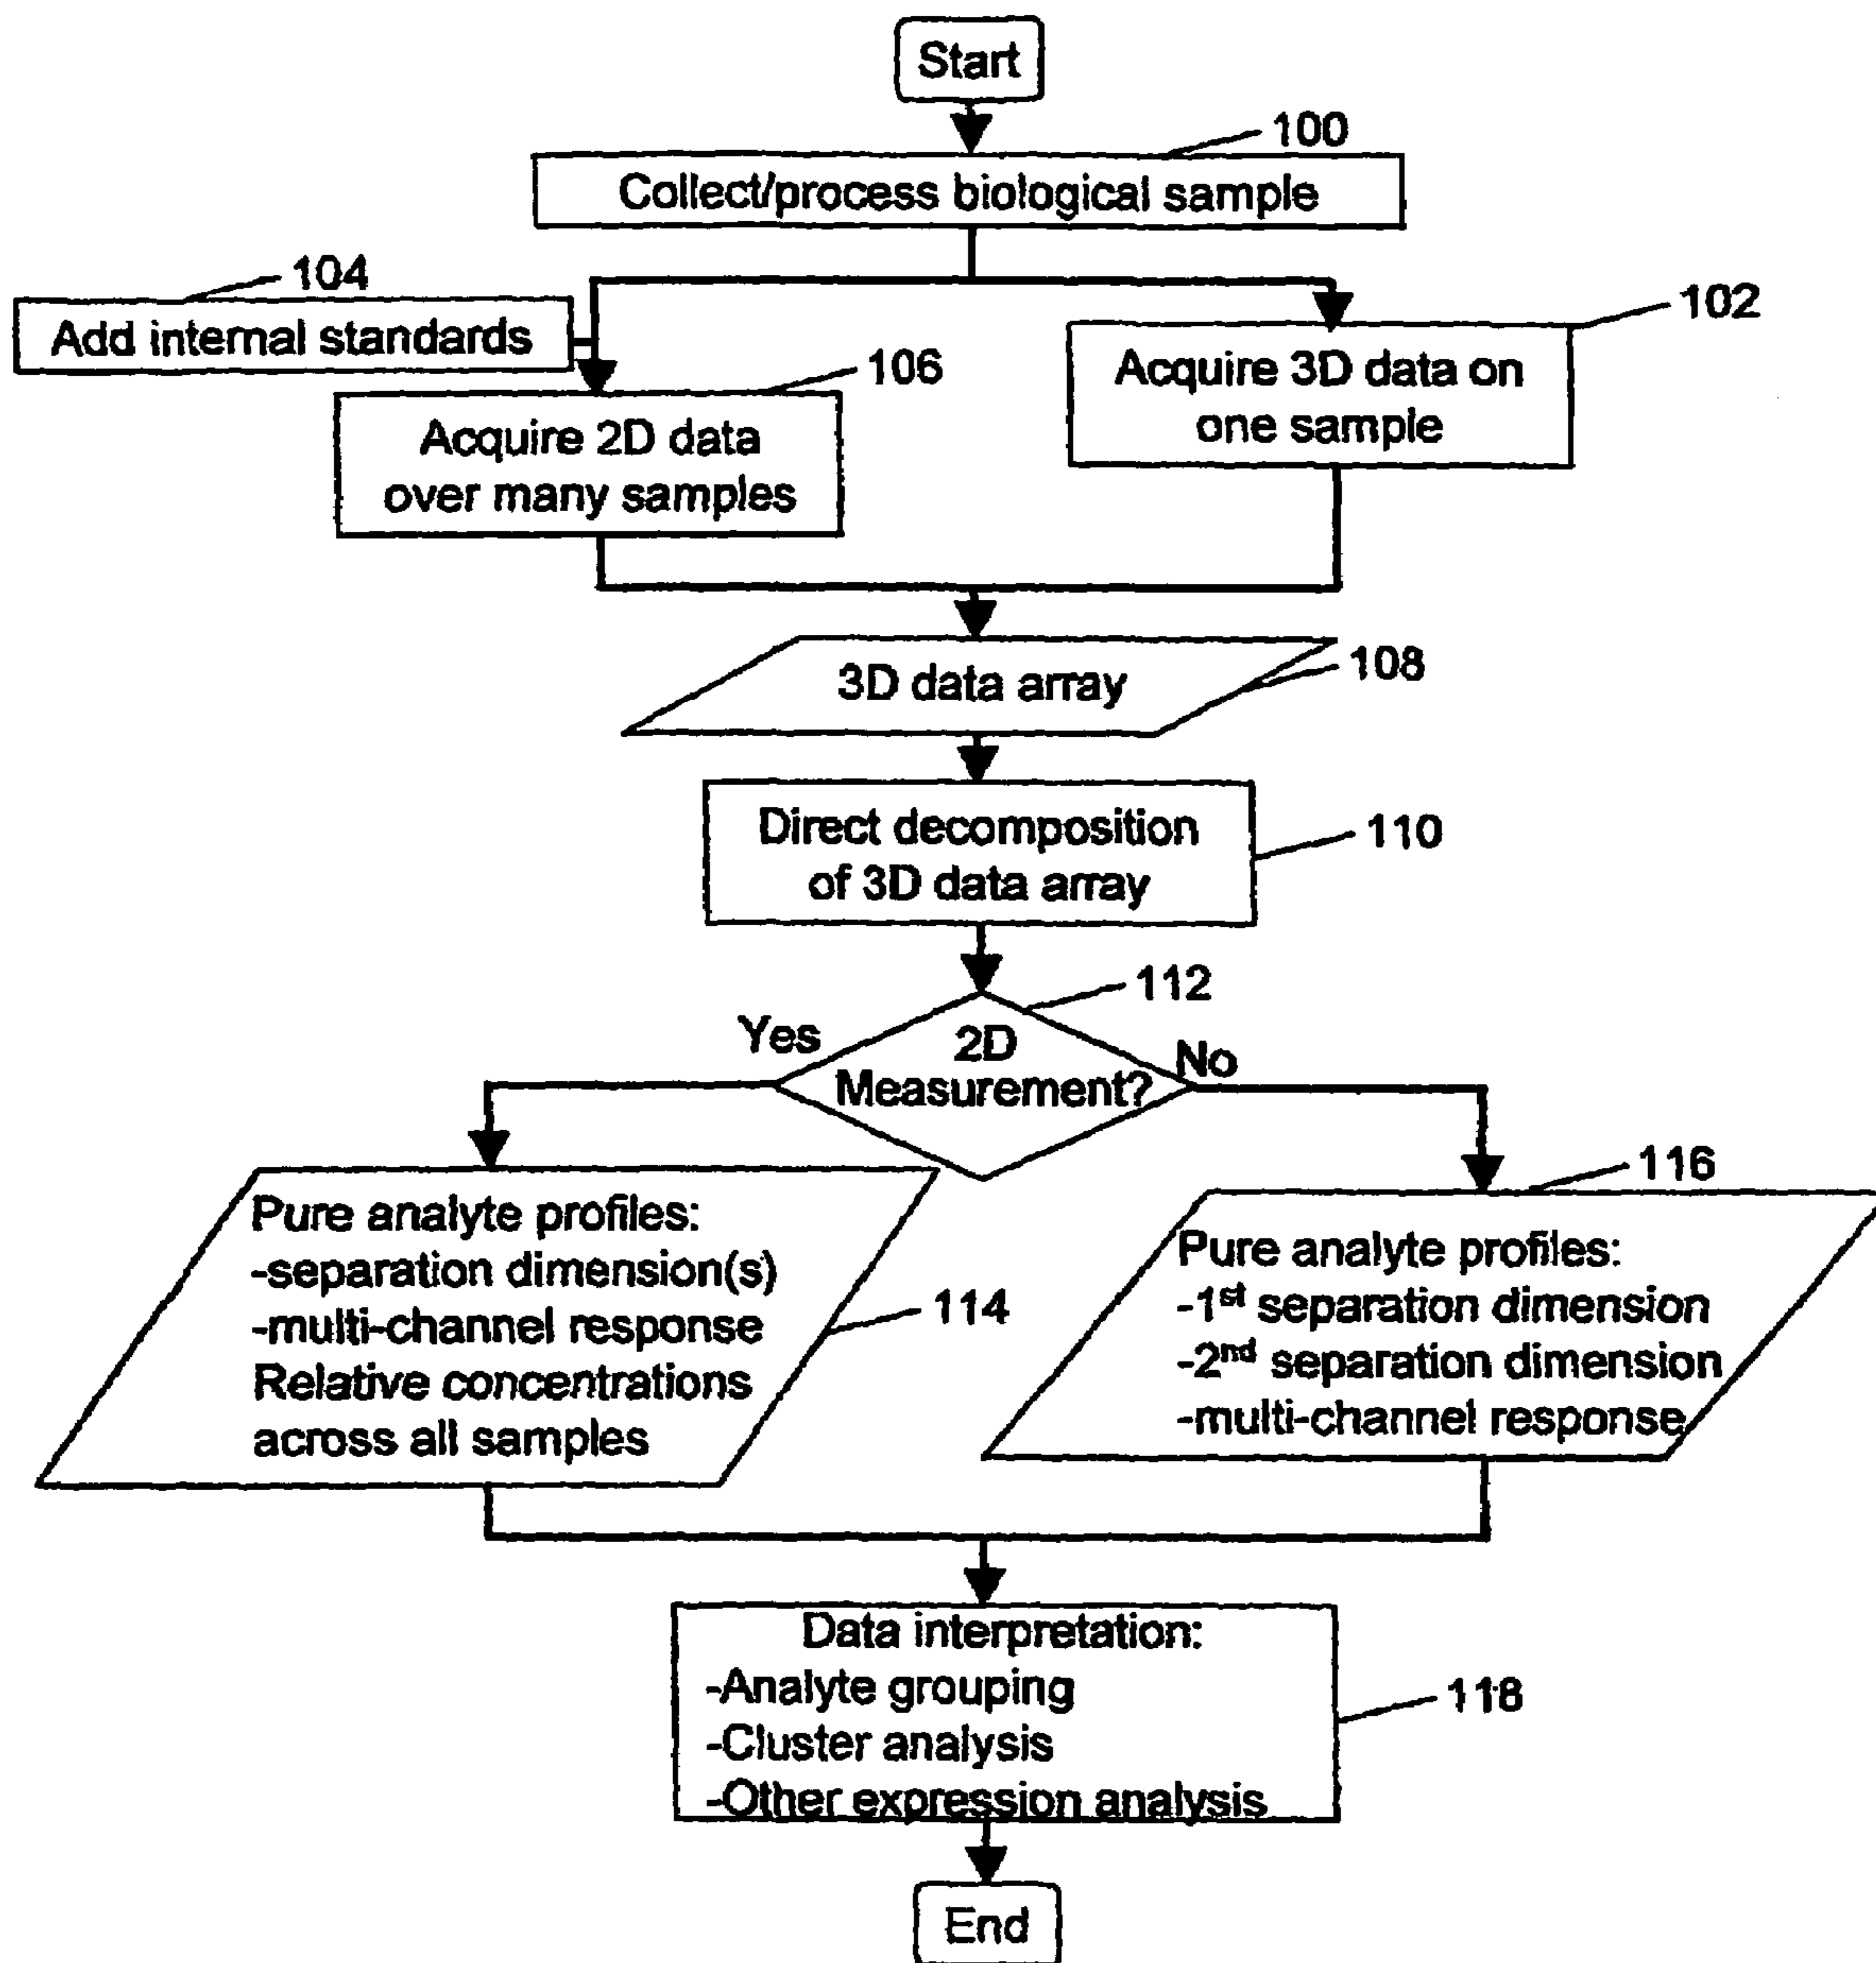 Start
100
Collect/process biological sample
104
Add internal standards
102
Acquire 3D data on
one sample
106
Acquire 2D data
over many samples
3D data array
108
Direct decomposition
of 3D data array
110
112
Yes
2D
Measurement?
No
Pure analyte profiles:
-separation dimension(s)
-multi-channel response
Relative concentrations
across all samples
114
116
Pure analyte profiles:
-1st separation dimension
-2nd separation dimension
-multi-channel response
Data interpretation:
-Analyte grouping
-Cluster analysis
-Other expression analysis
118
End